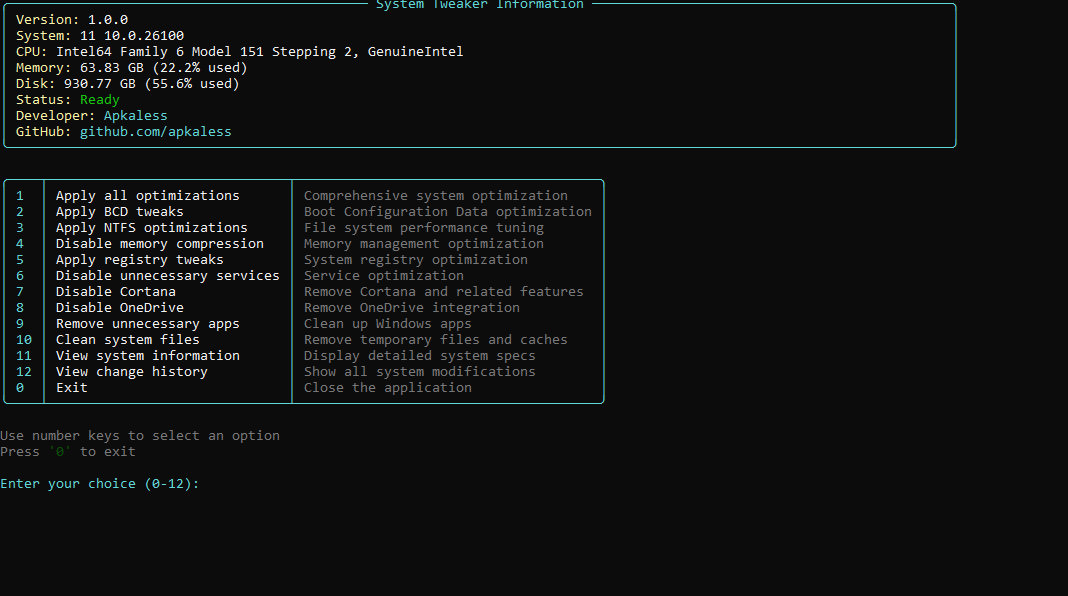 System Tweaker Information
Version: 1.0.0
System: 11 10.0.26100
CPU: Intel64 Family 6 Model 151 Stepping 2, GenuineIntel
Memory: 63.83 GB (22.2% used)
Disk: 930.77 GB (55.6% used)
Status: Ready
Developer: Apkaless
GitHub: github.com/apkaless
1 Apply all optimizations Comprehensive system optimization
2 Apply BCD tweaks Boot Configuration Data optimization
3 Apply NTFS optimizations File system performance tuning
4 Disable memory compression Memory management optimization
5 Apply registry tweaks System registry optimization
6 Disable unnecessary services Service optimization
7 Disable Cortana Remove Cortana and related features
8 Disable OneDrive Remove OneDrive integration
9 Remove unnecessary apps Clean up Windows apps
10 Clean system files Remove temporary files and caches
11 View system information Display detailed system specs
12 View change history Show all system modifications
0 Exit Close the application
Use number keys to select an option
Press '0' to exit
Enter your choice (0-12):